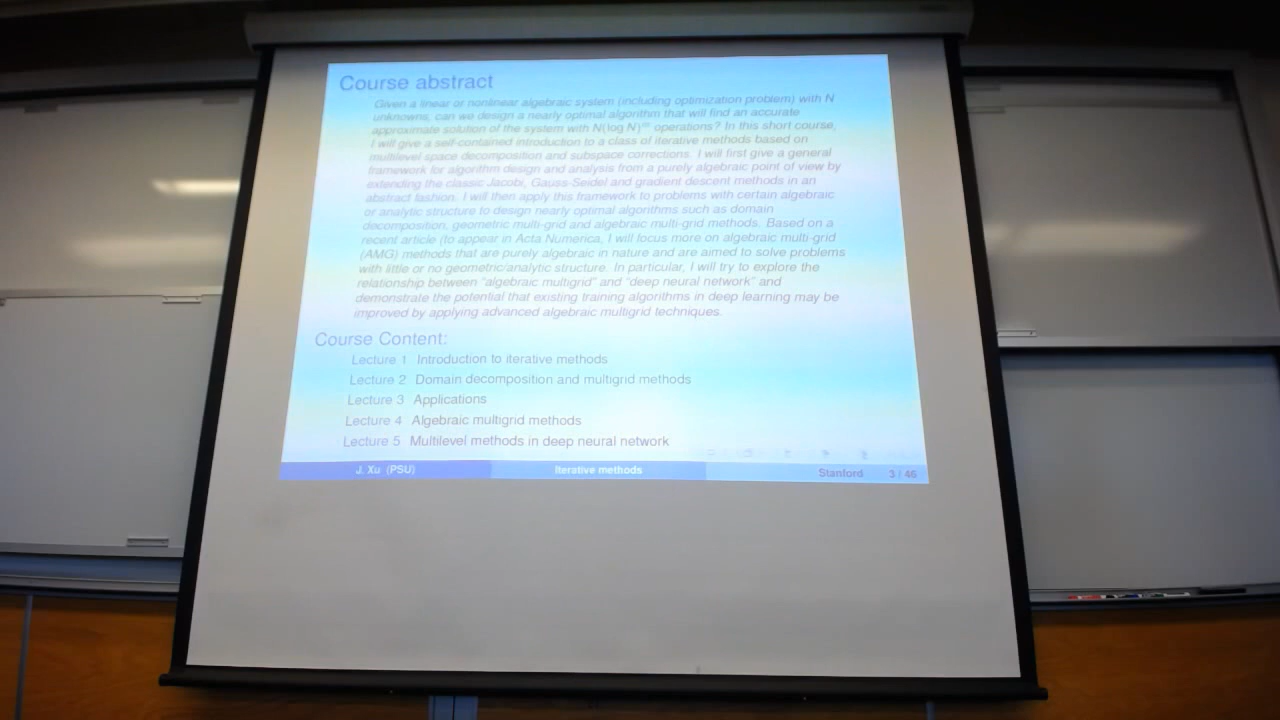 Course abstract
Given a linear or nonlinear algebraic system (including optimization problem) with N
unknowns, can we design a nearly optimal algorithm that will find an accurate
approximate solution of the system with N(log N)ᵐ operations? In this short course,
I will give a self-contained introduction to a class of iterative methods based on
multilevel space decomposition and subspace corrections. I will first give a general
framework for algorithm design and analysis from a purely algebraic point of view by
extending the classic Jacobi, Gauss-Seidel and gradient descent methods in an
abstract fashion. I will then apply this framework to problems with certain algebraic
or analytic structure to design nearly optimal algorithms such as domain
decomposition, geometric multi-grid and algebraic multi-grid methods. Based on a
recent article (to appear in Acta Numerica, I will focus more on algebraic multi-grid
(AMG) methods that are purely algebraic in nature and are aimed to solve problems
with little or no geometric/analytic structure. In particular, I will try to explore the
relationship between "algebraic multigrid" and "deep neural network" and
demonstrate the potential that existing training algorithms in deep learning may be
improved by applying advanced algebraic multigrid techniques.
Course Content:
Lecture 1 Introduction to iterative methods
Lecture 2 Domain decomposition and multigrid methods
Lecture 3 Applications
Lecture 4 Algebraic multigrid methods
Lecture 5 Multilevel methods in deep neural network
J. Xu (PSU) Iterative methods Stanford 3 / 46